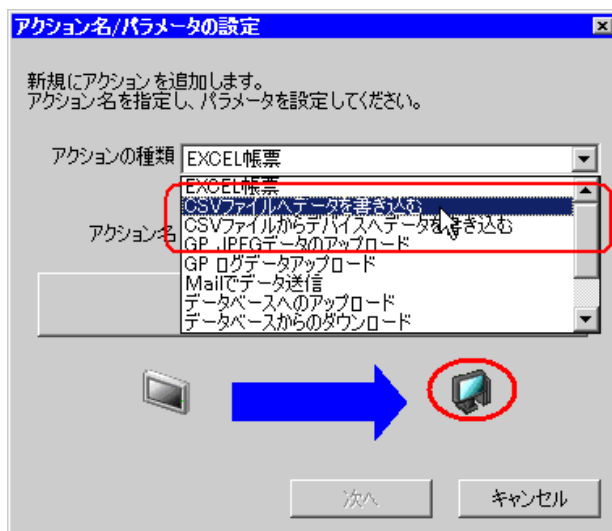 アクション名/パラメータの設定
新規にアクションを追加します。
アクション名を指定し、パラメータを設定してください。
アクションの種類 EXCEL帳票
EXCEL帳票
CSVファイルへデータを書き込む
アクション名 CSVファイルからデバイスへデータを書き込む
GP JPEGデータのアップロード
GP ログデータアップロード
Mailでデータ送信
データベースへのアップロード
データベースからのダウンロード
次へ キャンセル